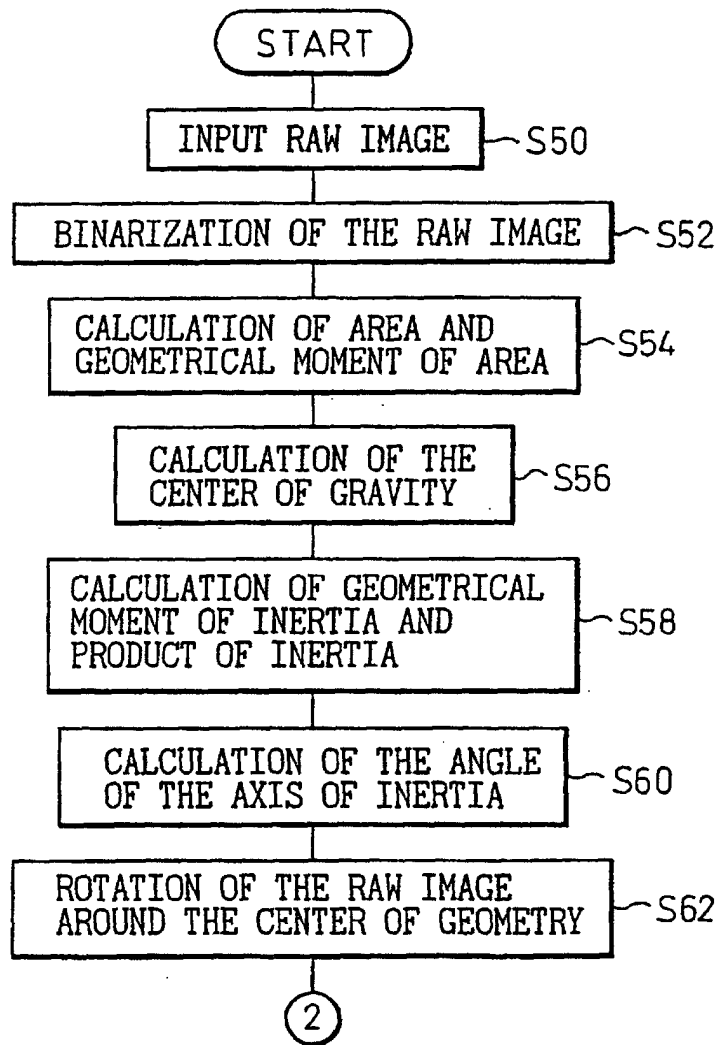 START
INPUT RAW IMAGE
S50
BINARIZATION OF THE RAW IMAGE
S52
CALCULATION OF AREA AND
GEOMETRICAL MOMENT OF AREA
S54
CALCULATION OF THE
CENTER OF GRAVITY
S56
CALCULATION OF GEOMETRICAL
MOMENT OF INERTIA AND
PRODUCT OF INERTIA
S58
CALCULATION OF THE ANGLE
OF THE AXIS OF INERTIA
S60
ROTATION OF THE RAW IMAGE
AROUND THE CENTER OF GEOMETRY
S62
2